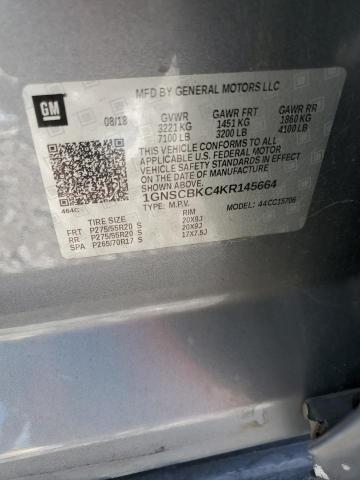 GM
MFD BY GENERAL MOTORS LLC
08/18 GVWR GAWR FRT GAWR RR
3221 KG 1451 KG 1860 KG
7100 LB 3200 LB 4100 LB
THIS VEHICLE CONFORMS TO ALL
APPLICABLE U.S. FEDERAL MOTOR
VEHICLE SAFETY STANDARDS IN
EFFECT ON THE DATE OF
MANUFACTURE SHOWN ABOVE.
1GNSCBKC4KR145664
464C TYPE: M.P.V. MODEL: 44CC15706
TIRE SIZE RIM
FRT P275/55R20 S 20X9J
RR P275/55R20 S 20X9J
SPA P265/70R17 S 17X7.5J